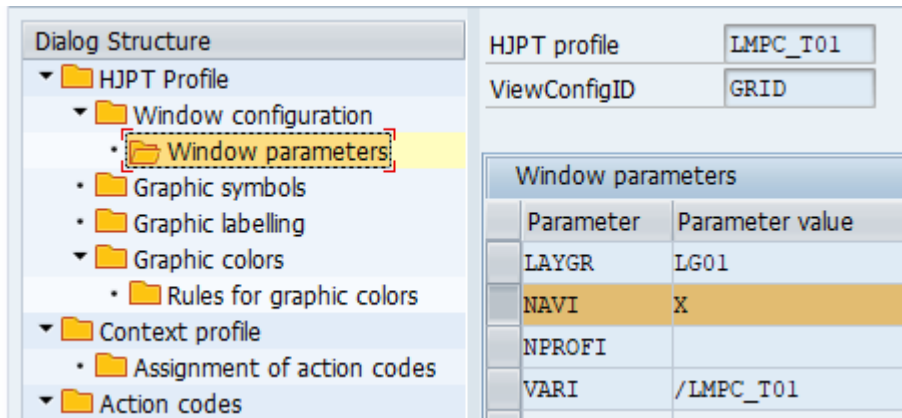 Dialog Structure
HJPT Profile
Window configuration
Window parameters
Graphic symbols
Graphic labelling
Graphic colors
Rules for graphic colors
Context profile
Assignment of action codes
Action codes
HJPT profile LMPC_T01
ViewConfigID GRID
Window parameters
Parameter Parameter value
LAYGR LG01
NAVI X
NPROFI
VARI /LMPC_T01